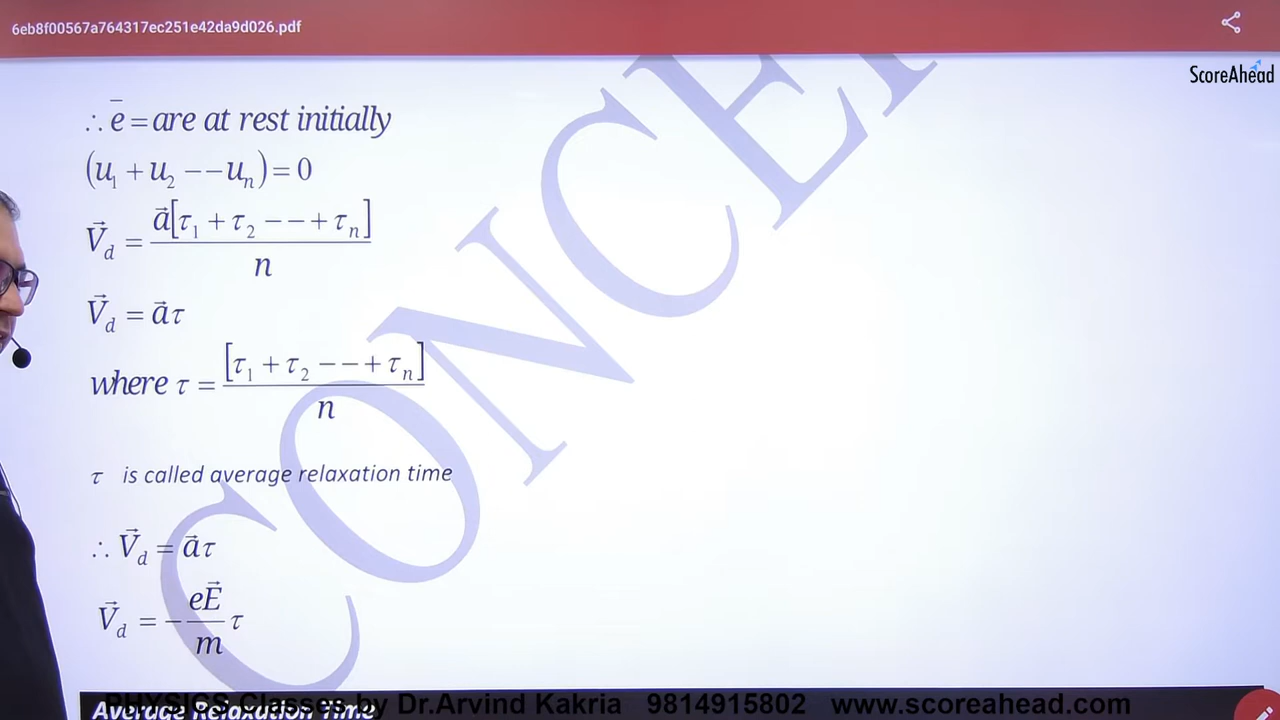 6eb8f00567a764317ec251e42da9d026.pdf
ScoreAhead
∴ e̅ = are at rest initially
(u₁ + u₂ −− uₙ) = 0
V⃗_d = a⃗[τ₁ + τ₂ −−+ τₙ] / n
V⃗_d = a⃗τ
where τ = [τ₁ + τ₂ −−+ τₙ] / n
τ is called average relaxation time
∴ V⃗_d = a⃗τ
V⃗_d = − eE⃗ / m τ
CONCE
PHYSICS Classes by Dr.Arvind Kakria 9814915802 www.scoreahead.com
Average Relaxation Time